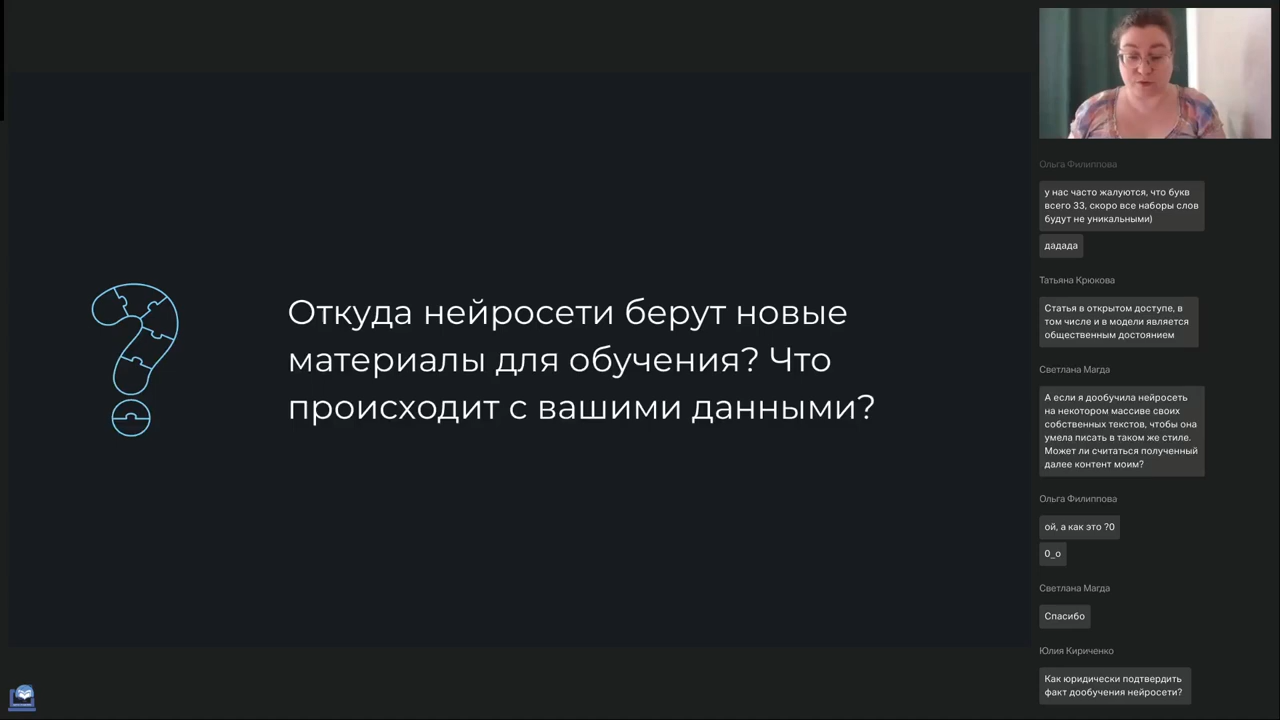 Откуда нейросети берут новые
материалы для обучения? Что
происходит с вашими данными?
Ольга Филиппова
у нас часто жалуются, что букв
всего 33, скоро все наборы слов
будут не уникальными)
дадада
Татьяна Крюкова
Статья в открытом доступе, в
том числе и в модели является
общественным достоянием
Светлана Магда
А если я дообучила нейросеть
на некотором массиве своих
собственных текстов, чтобы она
умела писать в таком же стиле.
Может ли считаться полученный
далее контент моим?
Ольга Филиппова
ой, а как это ?0
0_о
Светлана Магда
Спасибо
Юлия Кириченко
Как юридически подтвердить
факт дообучения нейросети?